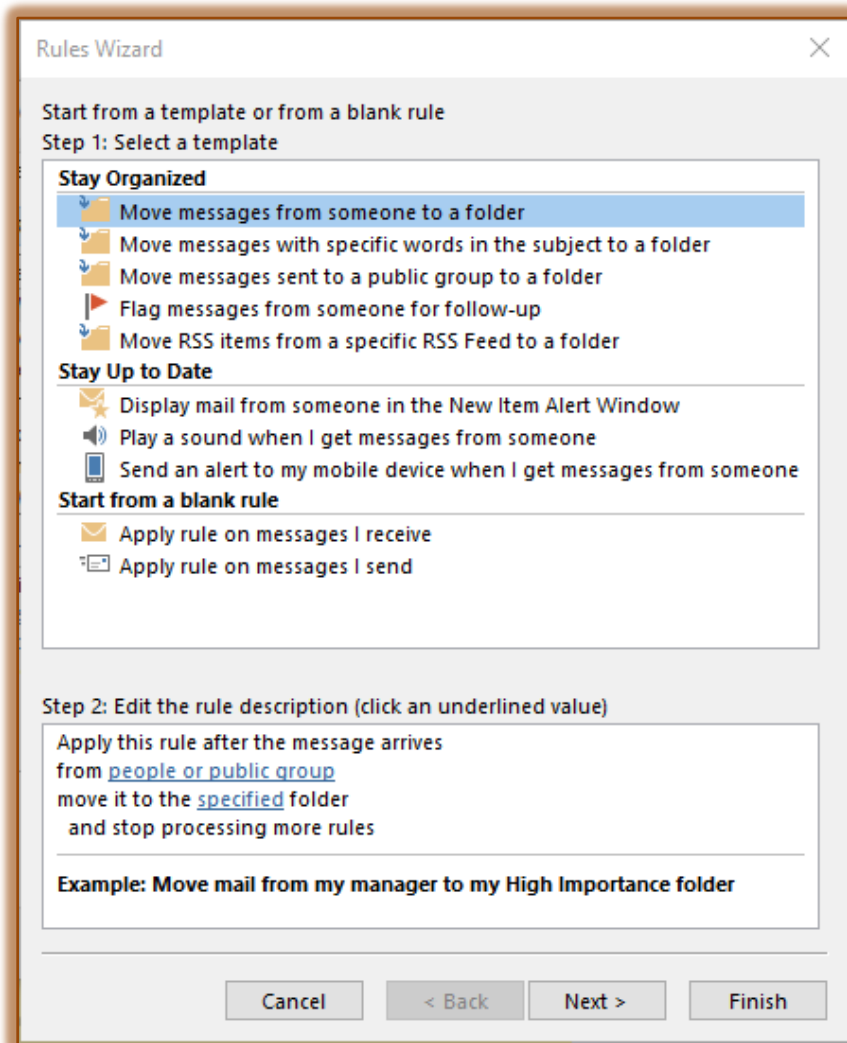 Rules Wizard
Start from a template or from a blank rule
Step 1: Select a template
Stay Organized
Move messages from someone to a folder
Move messages with specific words in the subject to a folder
Move messages sent to a public group to a folder
Flag messages from someone for follow-up
Move RSS items from a specific RSS Feed to a folder
Stay Up to Date
Display mail from someone in the New Item Alert Window
Play a sound when I get messages from someone
Send an alert to my mobile device when I get messages from someone
Start from a blank rule
Apply rule on messages I receive
Apply rule on messages I send
Step 2: Edit the rule description (click an underlined value)
Apply this rule after the message arrives
from people or public group
move it to the specified folder
and stop processing more rules
Example: Move mail from my manager to my High Importance folder
Cancel < Back Next > Finish